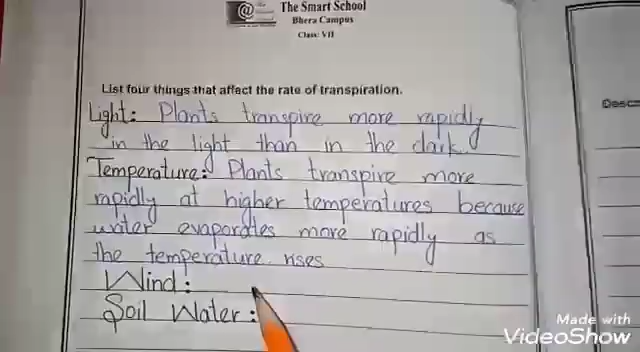 The Smart School
Bhera Campus
Class: VII
List four things that affect the rate of transpiration.
Light: Plants transpire more rapidly
in the light than in the dark.
Temperature: Plants transpire more
rapidly at higher temperatures because
water evaporates more rapidly as
the temperature rises
Wind:
Soil Water:
Desc
Made with
VideoShow